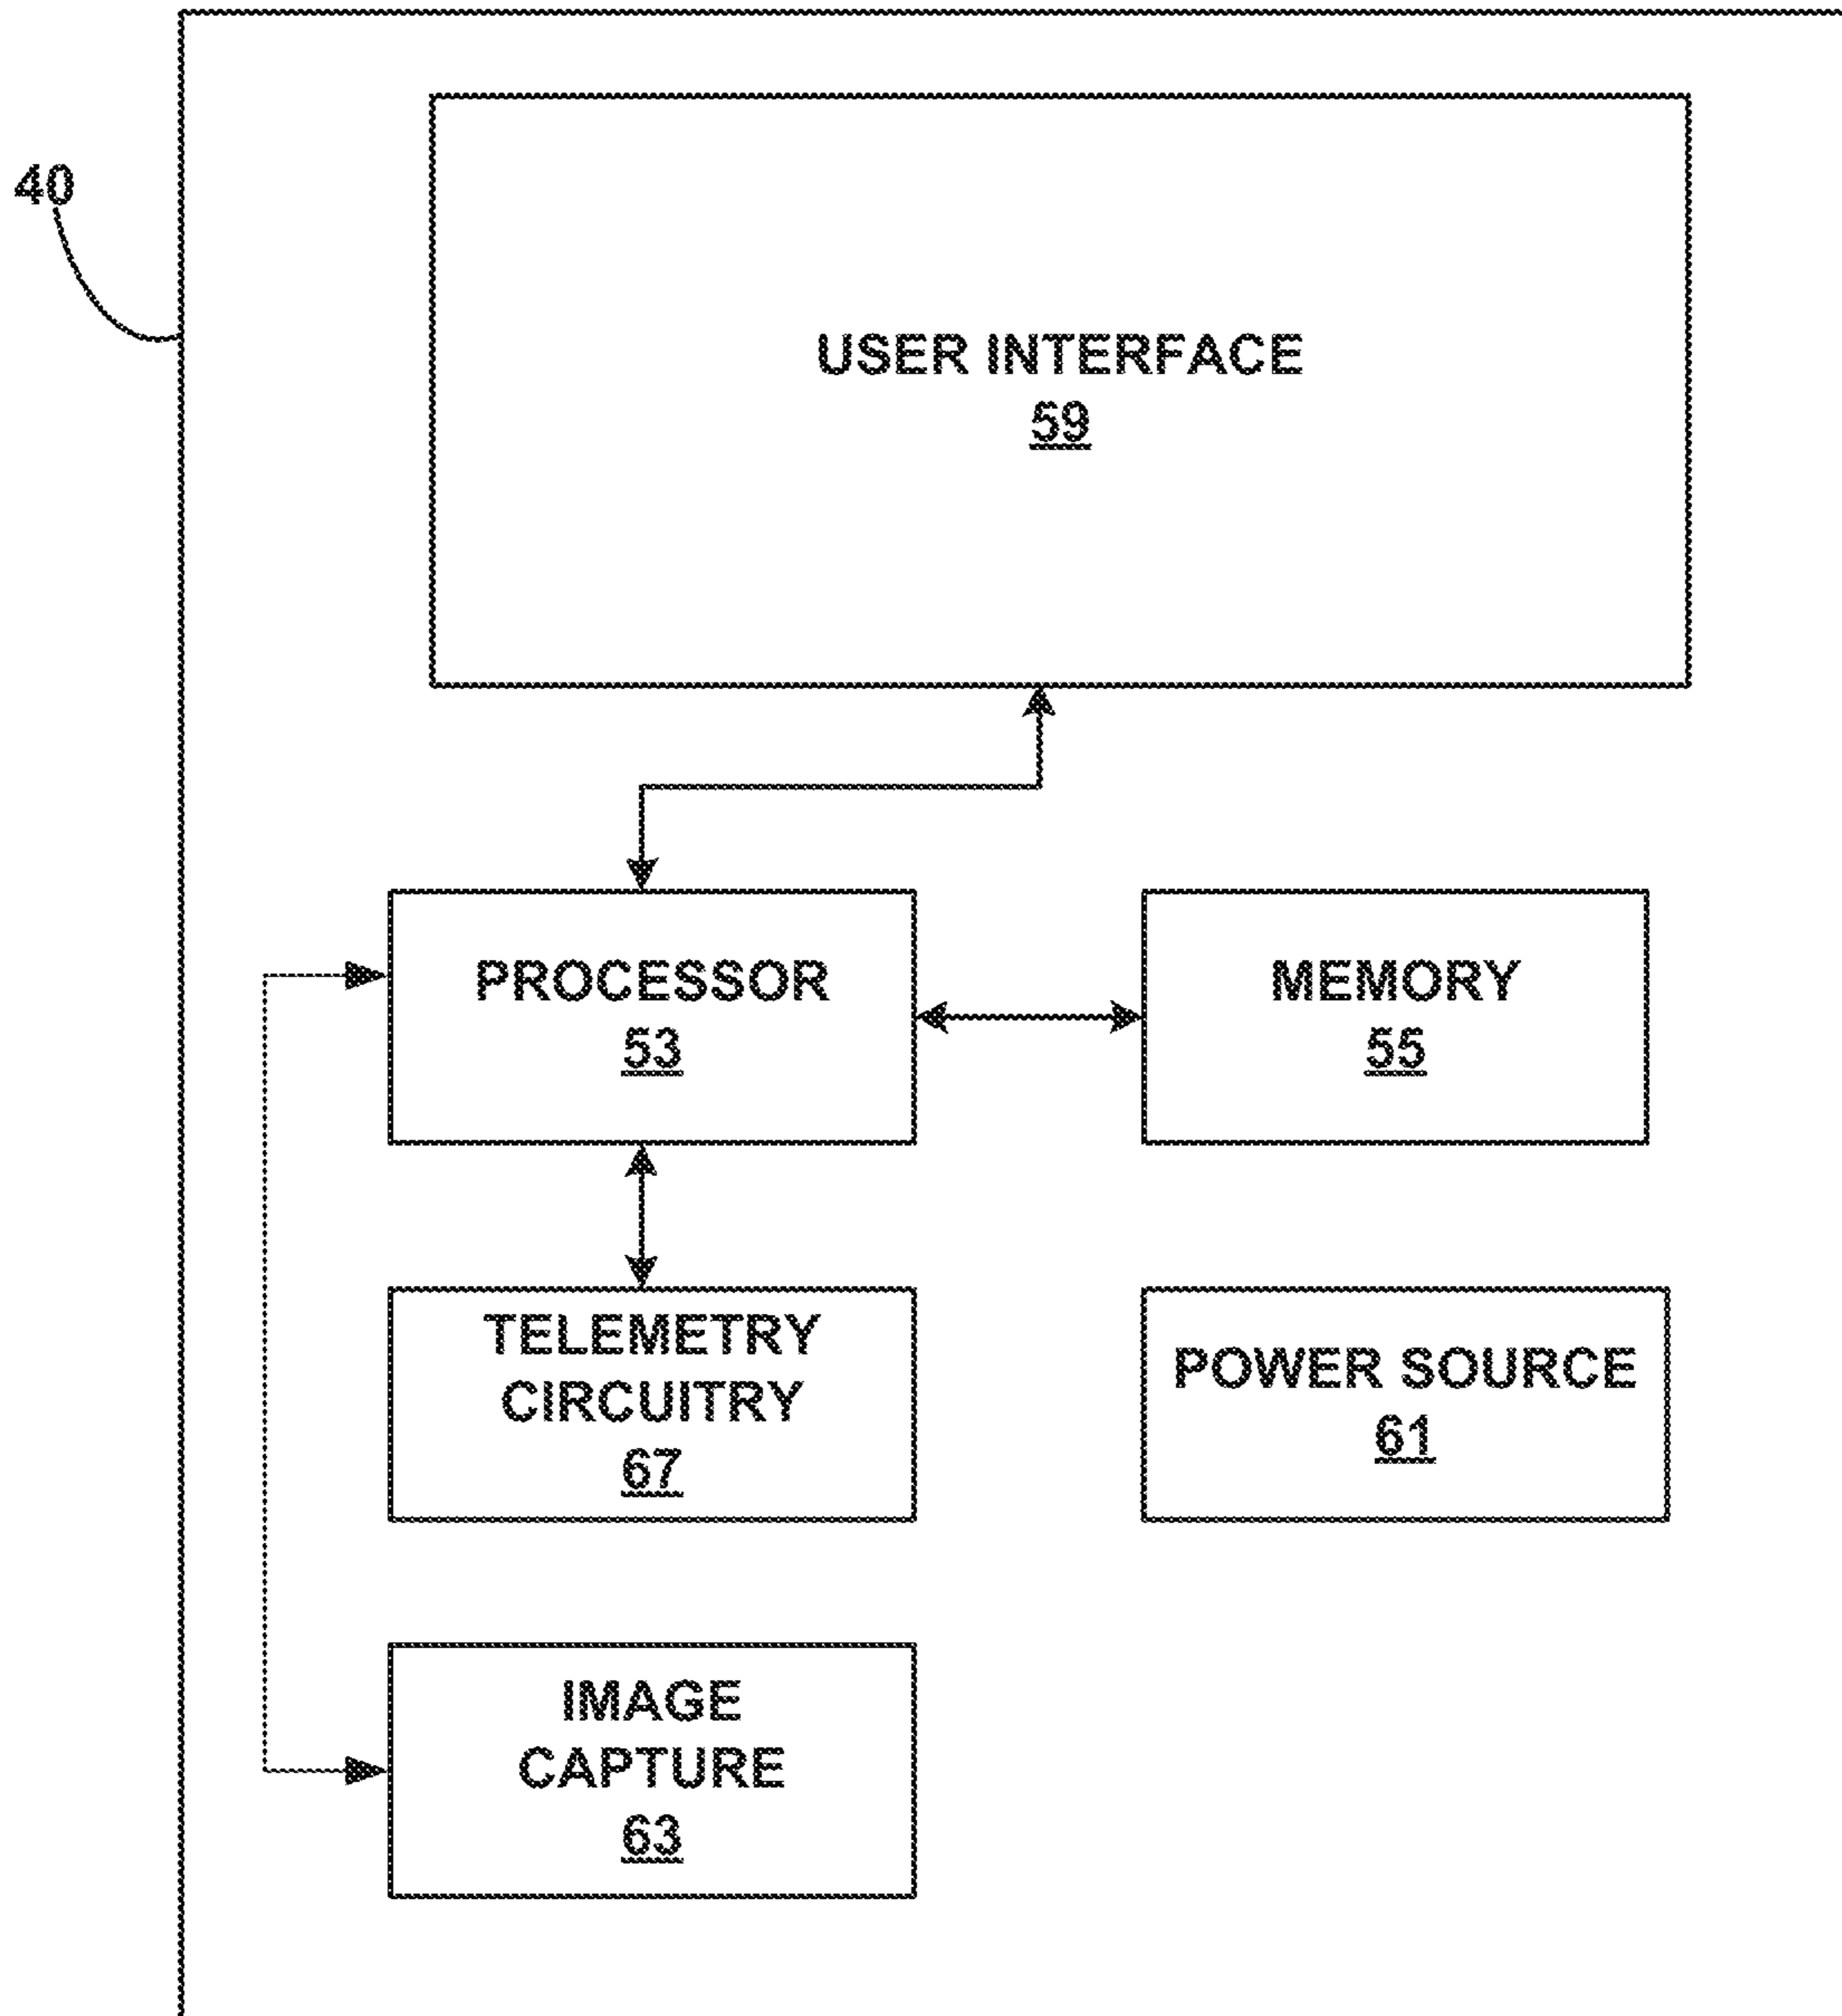 40
USER INTERFACE
59
PROCESSOR
53
MEMORY
55
TELEMETRY
CIRCUITRY
67
POWER SOURCE
61
IMAGE
CAPTURE
63